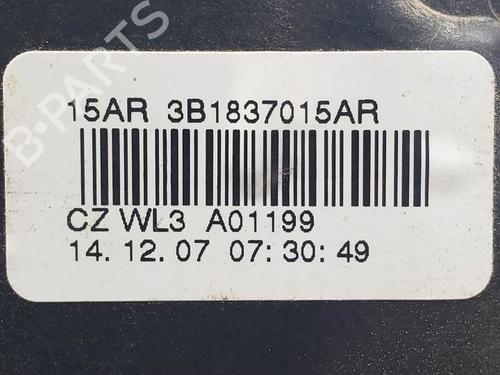 B-PARTS
15AR 3B1837015AR
CZ WL3 A01199
14. 12. 07 07: 30: 49